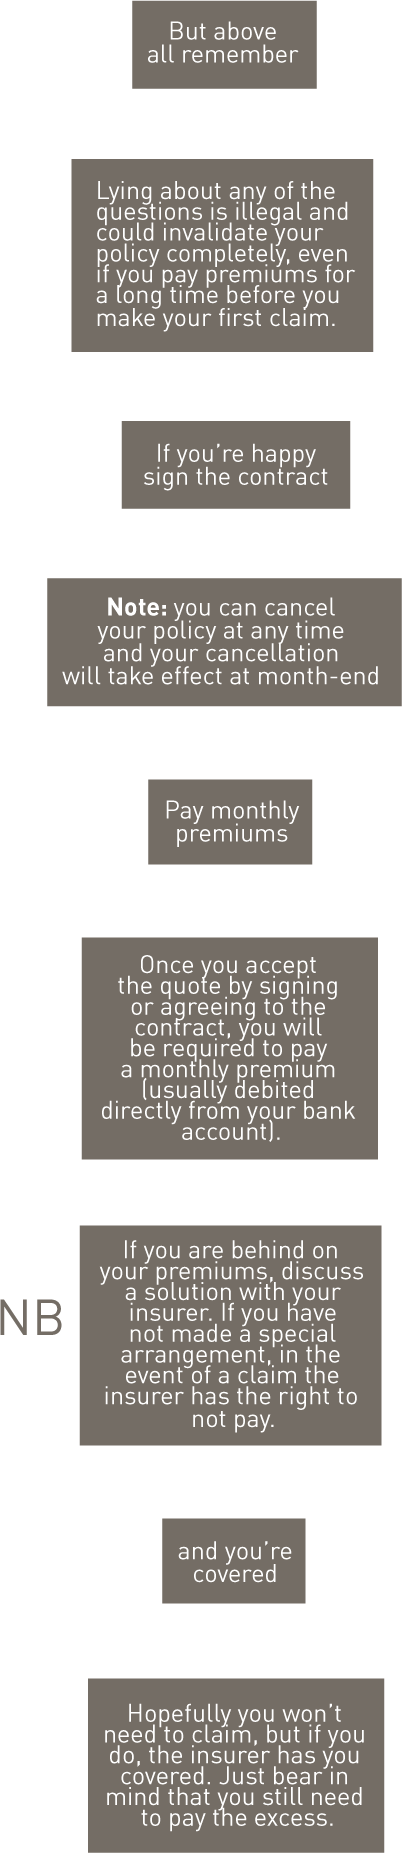 But above
all remember
Lying about any of the
questions is illegal and
could invalidate your
policy completely, even
if you pay premiums for
a long time before you
make your first claim.
If you’re happy
sign the contract
Note: you can cancel
your policy at any time
and your cancellation
will take effect at month-end
Pay monthly
premiums
Once you accept
the quote by signing
or agreeing to the
contract, you will
be required to pay
a monthly premium
(usually debited
directly from your bank
account).
NB
If you are behind on
your premiums, discuss
a solution with your
insurer. If you have
not made a special
arrangement, in the
event of a claim the
insurer has the right to
not pay.
and you’re
covered
Hopefully you won’t
need to claim, but if you
do, the insurer has you
covered. Just bear in
mind that you still need
to pay the excess.